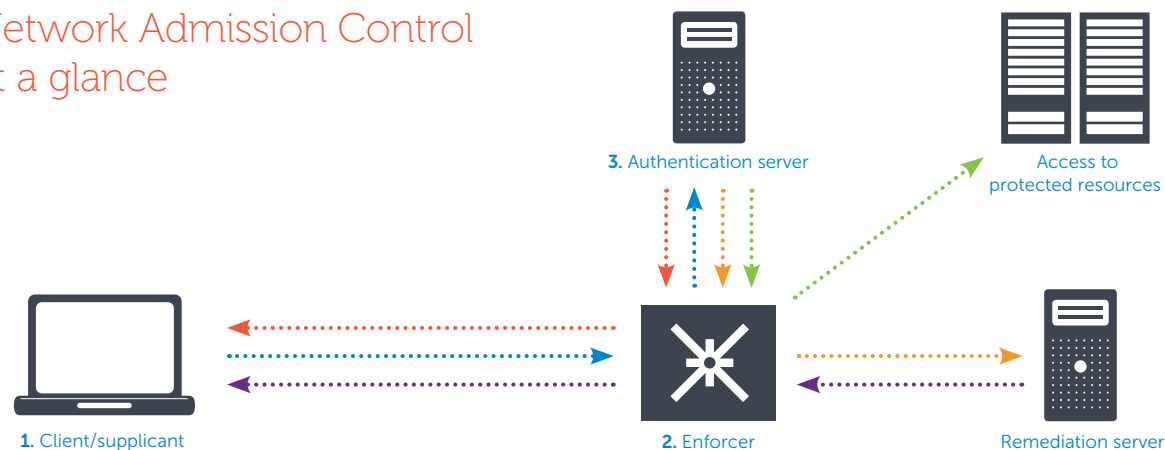 etwork Admission Control
t a glance
3. Authentication server
Access to
protected resources
1. Client/supplicant
2. Enforcer
Remediation server